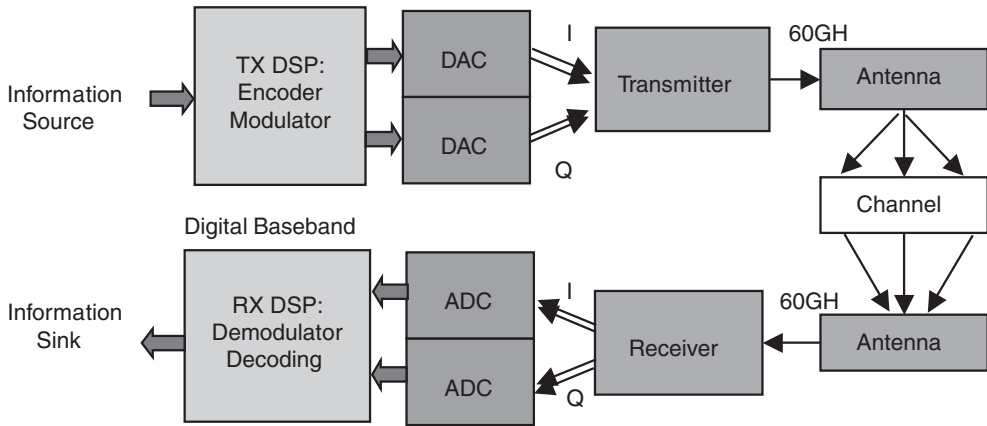 Information
Source
TX DSP:
Encoder
Modulator
DAC
DAC
I
Q
Transmitter
60GH
Antenna
Channel
Digital Baseband
Information
Sink
RX DSP:
Demodulator
Decoding
ADC
ADC
I
Q
Receiver
60GH
Antenna